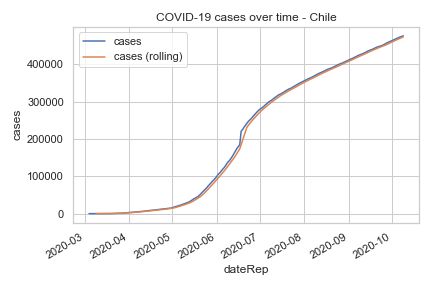 COVID-19 cases over time - Chile
cases
cases (rolling)
400000
300000
200000
100000
0
cases
2020-03
2020-04
2020-05
2020-06
2020-07
2020-08
2020-09
2020-10
dateRep